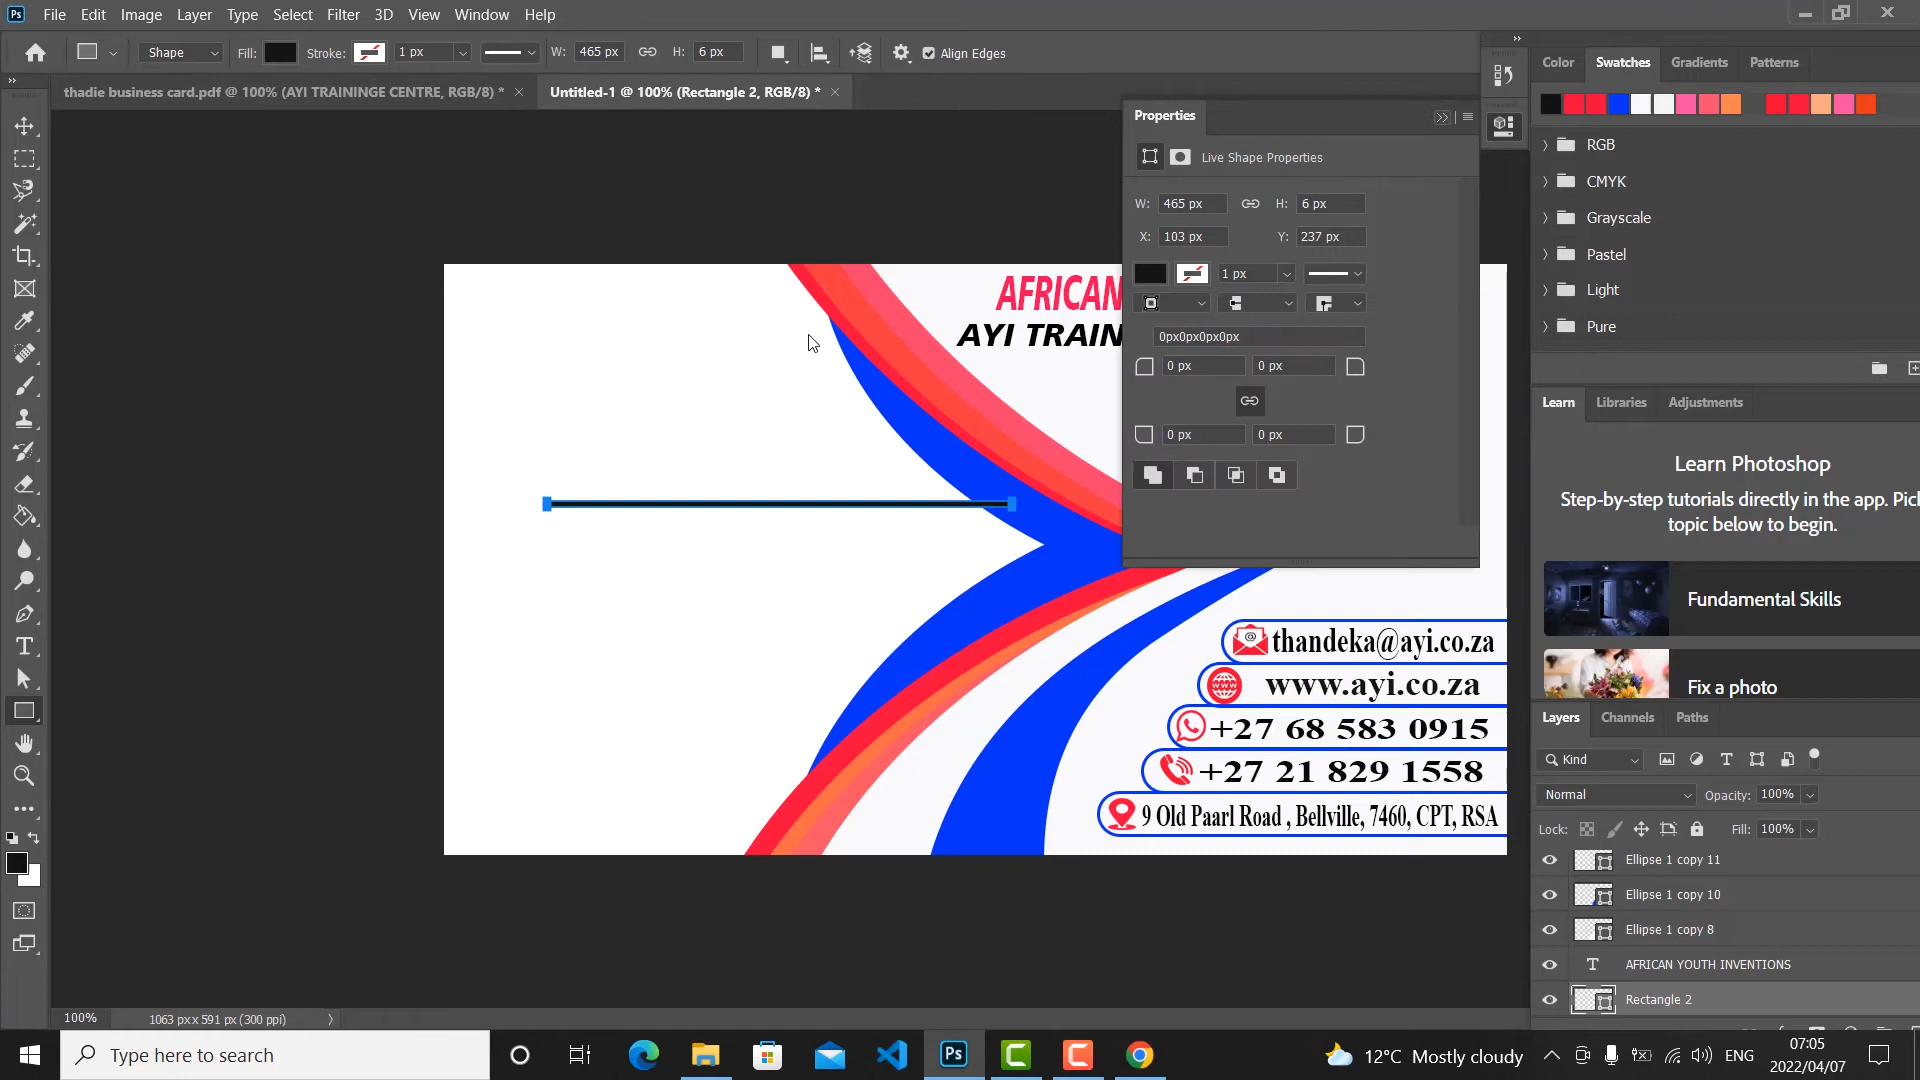 Ps File Edit Image Layer Type Select Filter 3D View Window Help
Shape Fill: Stroke: 1 px W: 465 px H: 6 px Align Edges
thadie business card.pdf @ 100% (AYI TRAININGE CENTRE, RGB/8) * ×
Untitled-1 @ 100% (Rectangle 2, RGB/8) * ×
Properties
Live Shape Properties
W: 465 px H: 6 px
X: 103 px Y: 237 px
1 px
0px0px0px0px
0 px 0 px
0 px 0 px
AFRICAN
AYI TRAIN
@ thandeka@ayi.co.za
www www.ayi.co.za
+27 68 583 0915
+27 21 829 1558
9 Old Paarl Road , Bellville, 7460, CPT, RSA
Color Swatches Gradients Patterns
RGB
CMYK
Grayscale
Pastel
Light
Pure
Learn Libraries Adjustments
Learn Photoshop
Step-by-step tutorials directly in the app. Pick
topic below to begin.
Fundamental Skills
Fix a photo
Layers Channels Paths
Kind
Normal Opacity: 100%
Lock: Fill: 100%
Ellipse 1 copy 11
Ellipse 1 copy 10
Ellipse 1 copy 8
T AFRICAN YOUTH INVENTIONS
Rectangle 2
100% 1063 px x 591 px (300 ppi)
Type here to search
Ps
12°C Mostly cloudy
ENG
07:05
2022/04/07